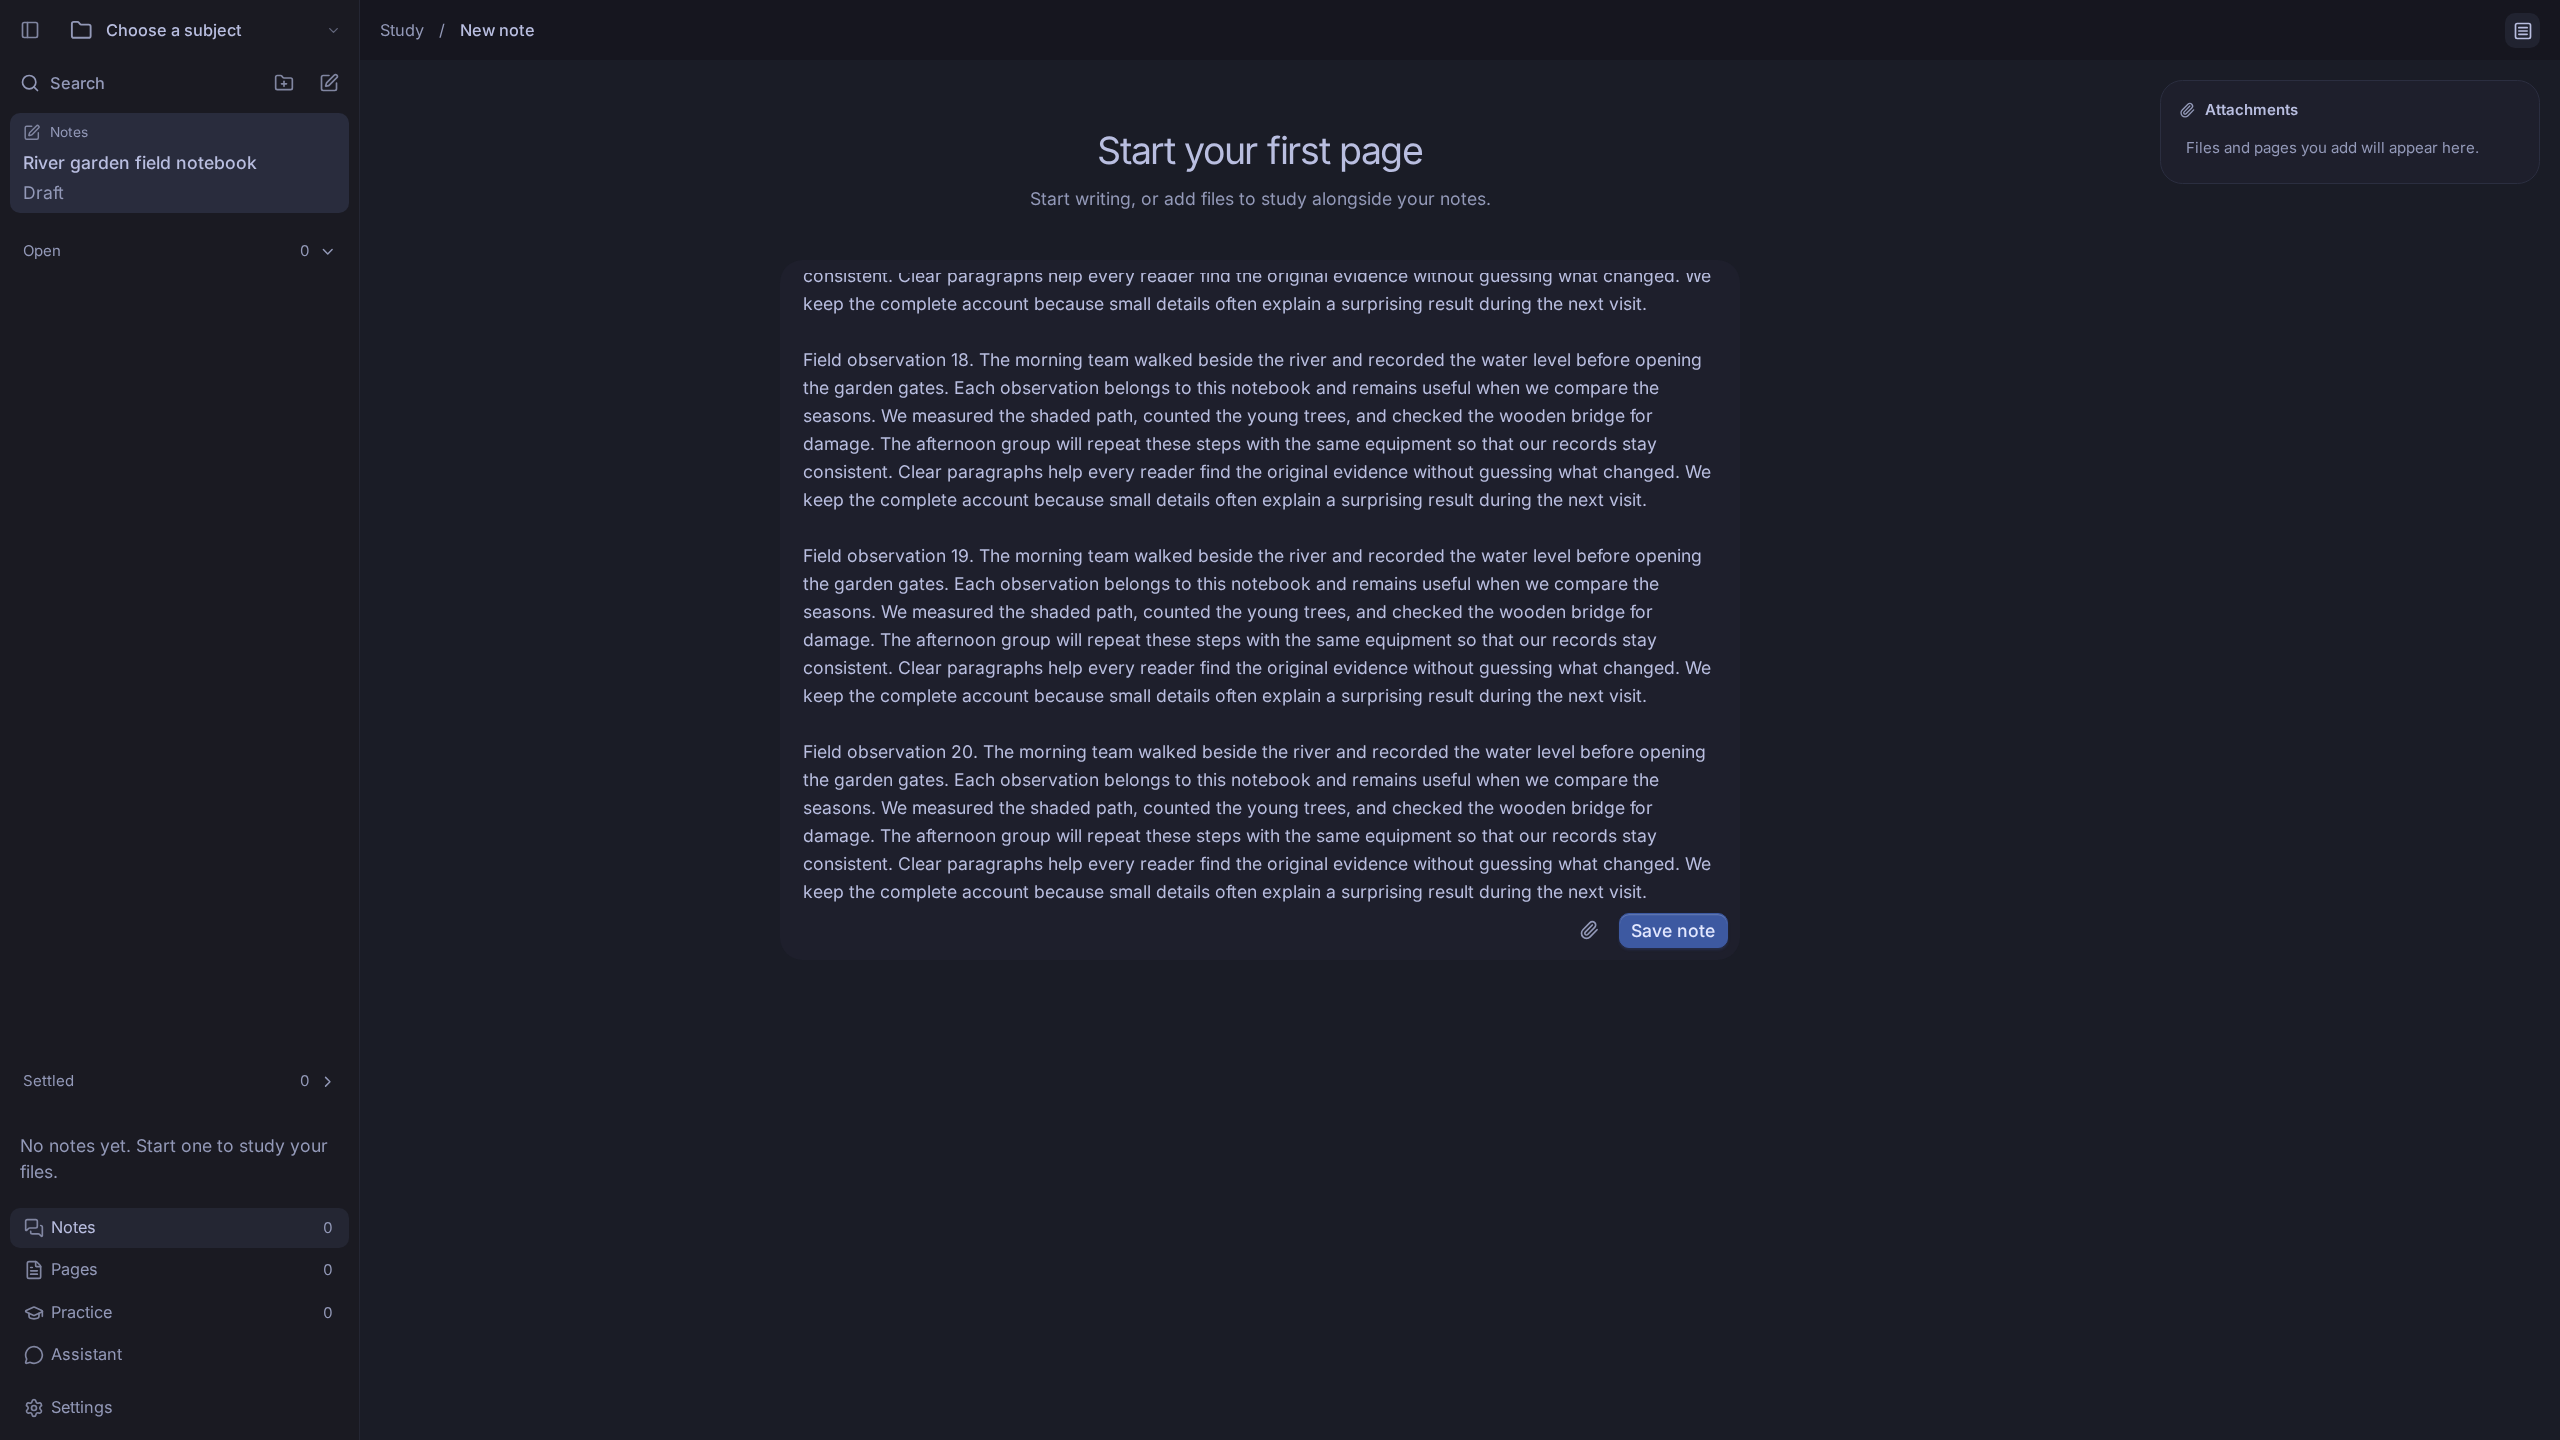 Choose a subject
Search
Notes
River garden field notebook
Draft
Open 0
Settled 0
No notes yet. Start one to study your
files.
Notes 0
Pages 0
Practice 0
Assistant
Settings
Study / New note
Start your first page
Start writing, or add files to study alongside your notes.
consistent. Clear paragraphs help every reader find the original evidence without guessing what changed. We
keep the complete account because small details often explain a surprising result during the next visit.
Field observation 18. The morning team walked beside the river and recorded the water level before opening
the garden gates. Each observation belongs to this notebook and remains useful when we compare the
seasons. We measured the shaded path, counted the young trees, and checked the wooden bridge for
damage. The afternoon group will repeat these steps with the same equipment so that our records stay
consistent. Clear paragraphs help every reader find the original evidence without guessing what changed. We
keep the complete account because small details often explain a surprising result during the next visit.
Field observation 19. The morning team walked beside the river and recorded the water level before opening
the garden gates. Each observation belongs to this notebook and remains useful when we compare the
seasons. We measured the shaded path, counted the young trees, and checked the wooden bridge for
damage. The afternoon group will repeat these steps with the same equipment so that our records stay
consistent. Clear paragraphs help every reader find the original evidence without guessing what changed. We
keep the complete account because small details often explain a surprising result during the next visit.
Field observation 20. The morning team walked beside the river and recorded the water level before opening
the garden gates. Each observation belongs to this notebook and remains useful when we compare the
seasons. We measured the shaded path, counted the young trees, and checked the wooden bridge for
damage. The afternoon group will repeat these steps with the same equipment so that our records stay
consistent. Clear paragraphs help every reader find the original evidence without guessing what changed. We
keep the complete account because small details often explain a surprising result during the next visit.
Save note
Attachments
Files and pages you add will appear here.